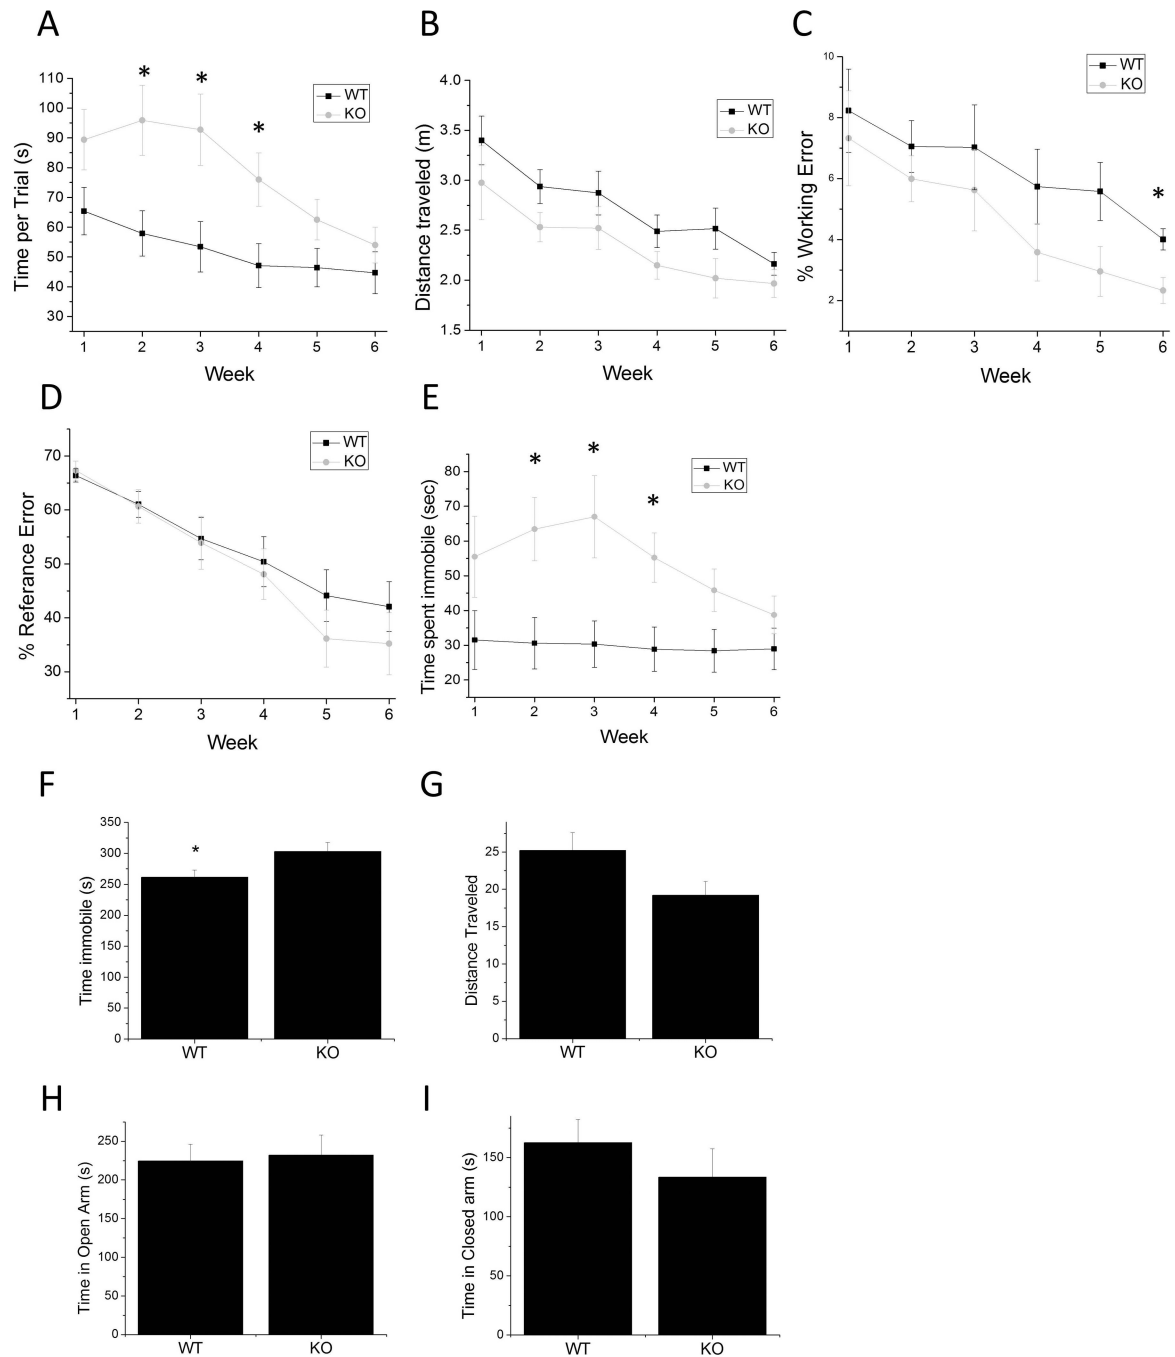 A
Time per Trial (s)
110
100
90
80
70
60
50
40
30
* * *
WT
KO
1 2 3 4 5 6
Week
B
Distance traveled (m)
4.0
3.5
3.0
2.5
2.0
1.5
WT
KO
1 2 3 4 5 6
Week
C
% Working Error
10
8
6
4
2
WT
KO
*
1 2 3 4 5 6
Week
D
% Referance Error
70
60
50
40
30
WT
KO
1 2 3 4 5 6
Week
E
Time spent immobile (sec)
80
70
60
50
40
30
20
* * *
WT
KO
1 2 3 4 5 6
Week
F
Time immobile (s)
350
300
250
200
150
100
50
0
*
WT KO
G
Distance Traveled
25
20
15
10
5
0
WT KO
H
Time in Open Arm (s)
250
200
150
100
50
0
WT KO
I
Time in Closed arm (s)
150
100
50
0
WT KO